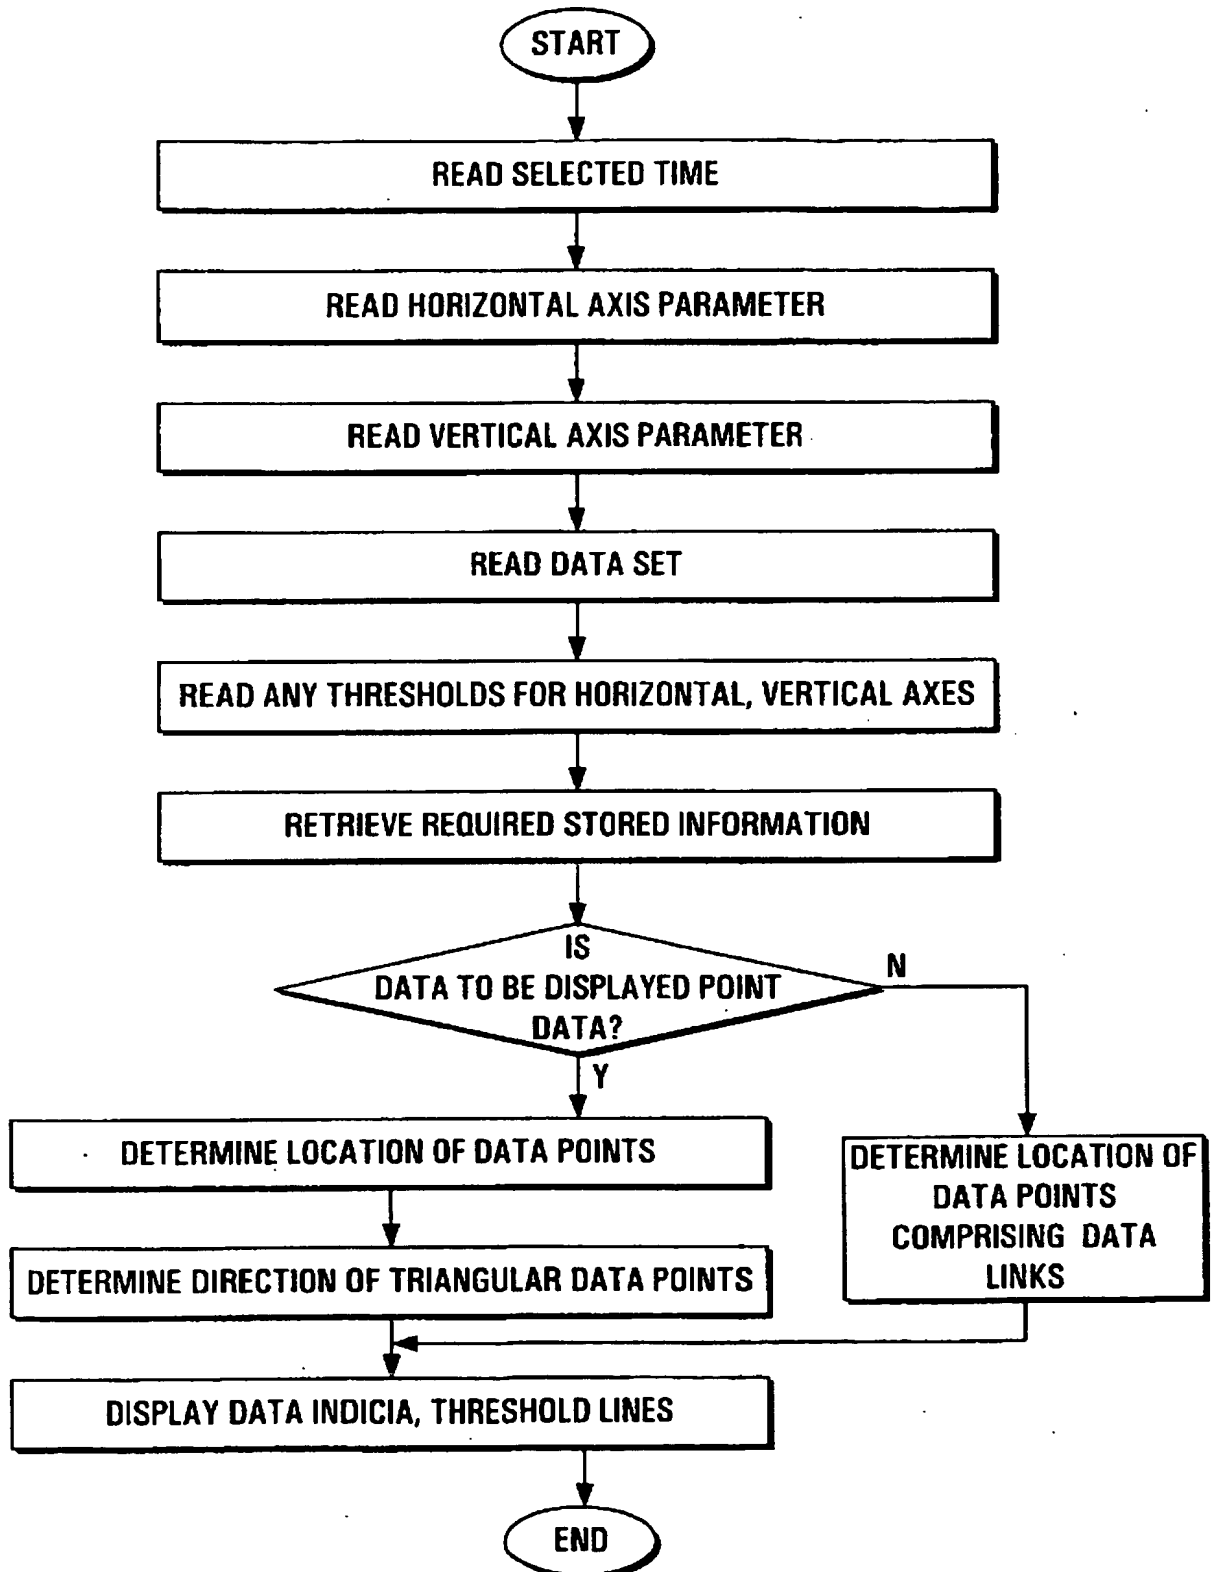 START
READ SELECTED TIME
READ HORIZONTAL AXIS PARAMETER
READ VERTICAL AXIS PARAMETER
READ DATA SET
READ ANY THRESHOLDS FOR HORIZONTAL, VERTICAL AXES
RETRIEVE REQUIRED STORED INFORMATION
IS
DATA TO BE DISPLAYED POINT
DATA?
N
Y
DETERMINE LOCATION OF DATA POINTS
DETERMINE DIRECTION OF TRIANGULAR DATA POINTS
DETERMINE LOCATION OF
DATA POINTS
COMPRISING DATA
LINKS
DISPLAY DATA INDICIA, THRESHOLD LINES
END